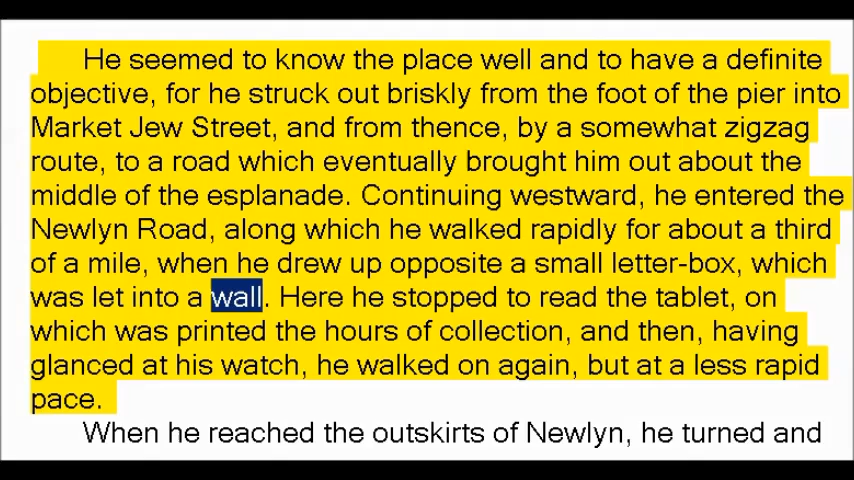 He seemed to know the place well and to have a definite
objective, for he struck out briskly from the foot of the pier into
Market Jew Street, and from thence, by a somewhat zigzag
route, to a road which eventually brought him out about the
middle of the esplanade. Continuing westward, he entered the
Newlyn Road, along which he walked rapidly for about a third
of a mile, when he drew up opposite a small letter-box, which
was let into a wall. Here he stopped to read the tablet, on
which was printed the hours of collection, and then, having
glanced at his watch, he walked on again, but at a less rapid
pace.
When he reached the outskirts of Newlyn, he turned and